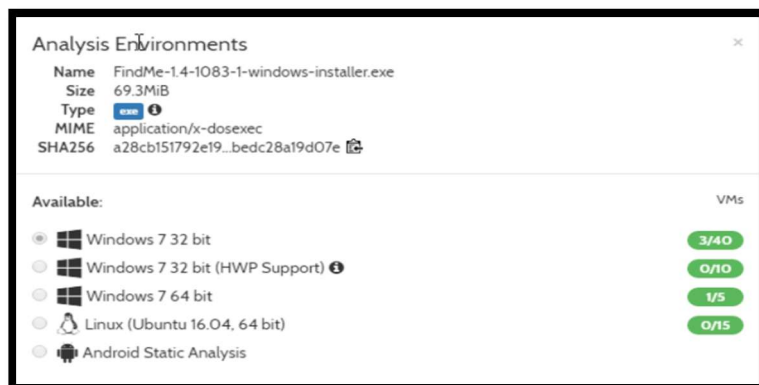 Analysis Environments ×
Name FindMe-1.4-1083-1-windows-installer.exe
Size 69.3MiB
Type exe
MIME application/x-dosexec
SHA256 a28cb151792e19...bedc28a19d07e
Available: VMs
Windows 7 32 bit 3/40
Windows 7 32 bit (HWP Support) 0/10
Windows 7 64 bit 1/5
Linux (Ubuntu 16.04, 64 bit) 0/15
Android Static Analysis